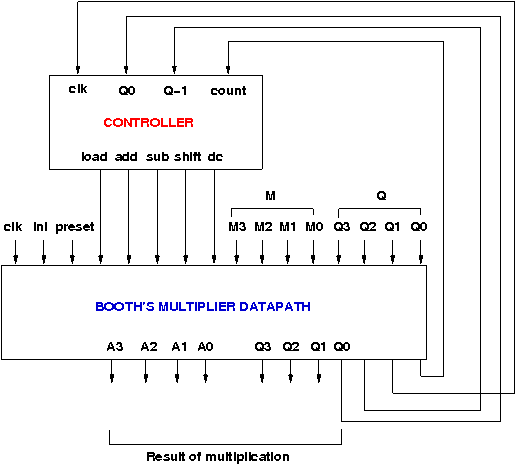 clk Q0 Q-1 count
CONTROLLER
load add sub shift dc
M Q
clk ini preset M3 M2 M1 M0 Q3 Q2 Q1 Q0
BOOTH'S MULTIPLIER DATAPATH
A3 A2 A1 A0 Q3 Q2 Q1 Q0
Result of multiplication